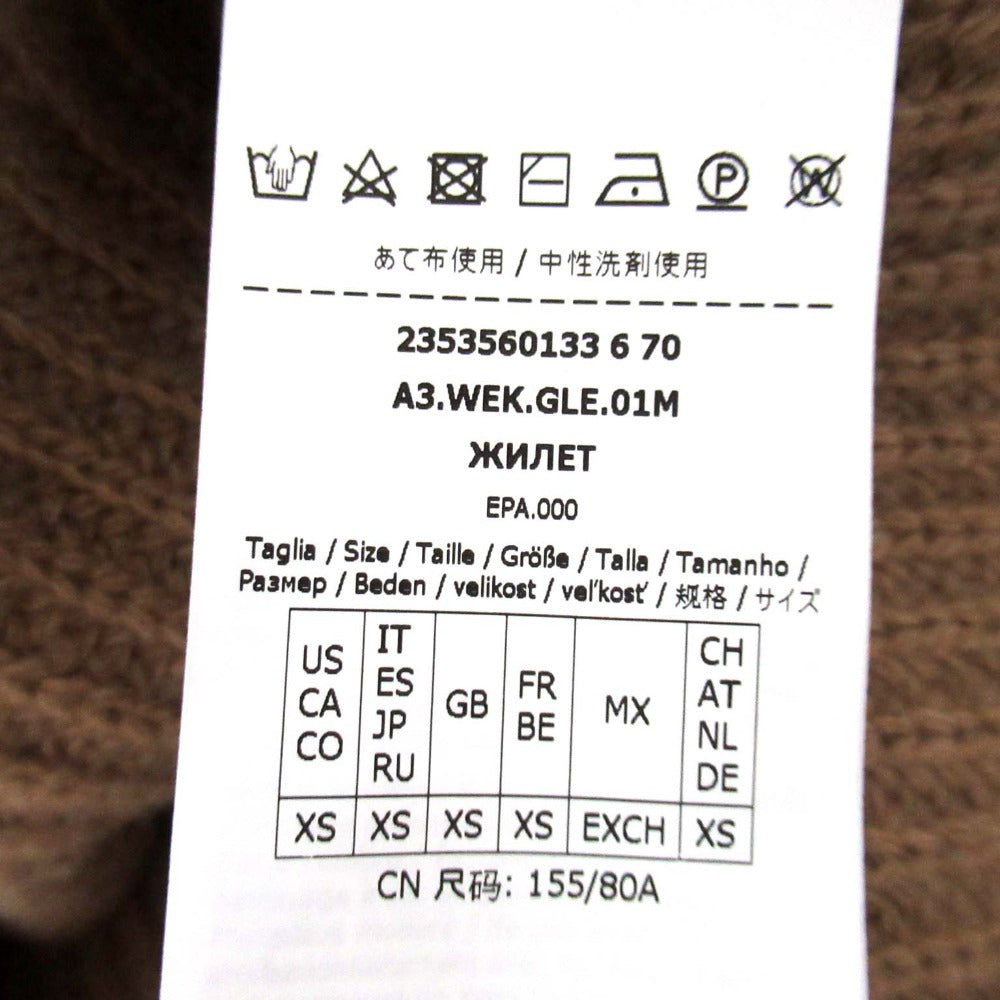 P W
あて布使用 / 中性洗剤使用
2353560133 6 70
A3.WEK.GLE.01M
ЖИЛЕТ
EPA.000
Taglia / Size / Taille / Größe / Talla / Tamanho /
Размер / Beden / velikost / veľkosť / 规格 / サイズ
US CA CO
IT ES JP RU
GB
FR BE
MX
CH AT NL DE
XS XS XS XS EXCH XS
CN 尺码: 155/80A